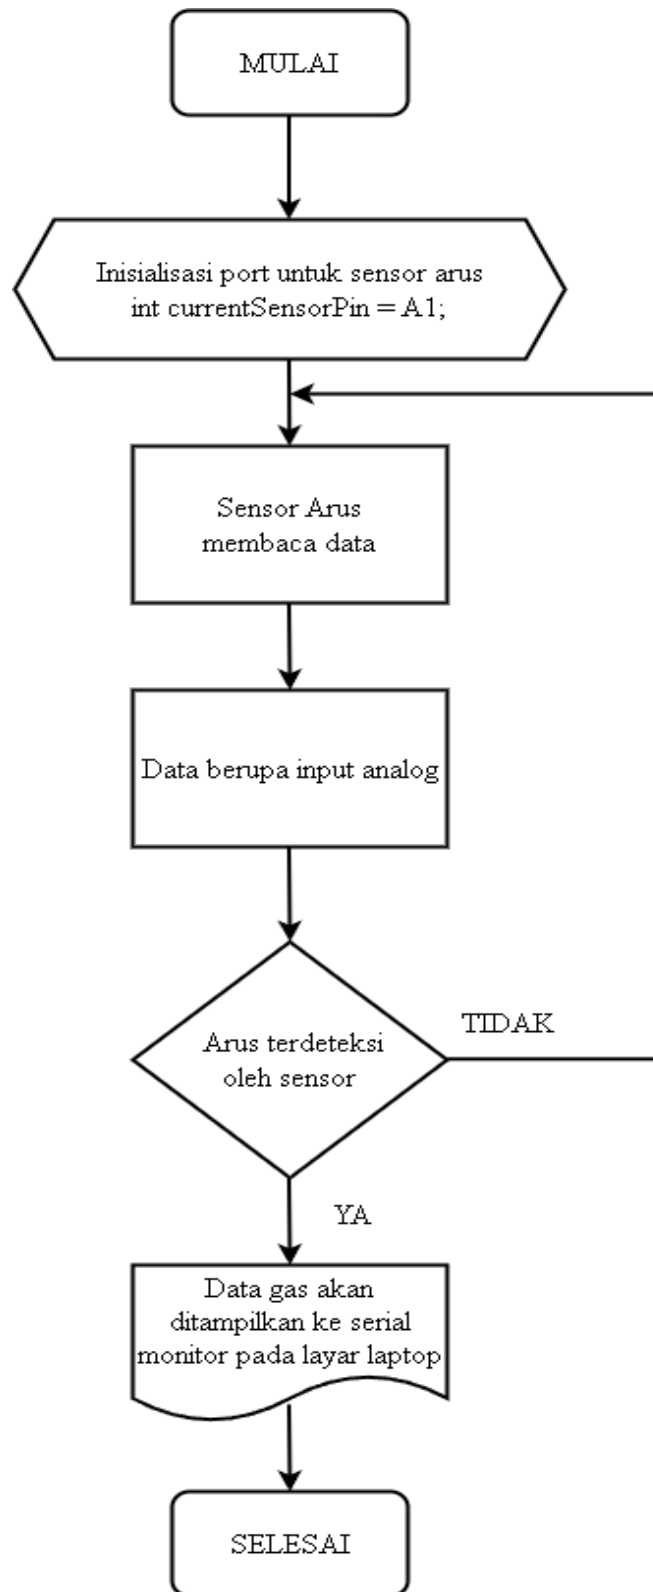 MULAI
Inisialisasi port untuk sensor arus
int currentSensorPin = A1;
Sensor Arus
membaca data
Data berupa input analog
Arus terdeteksi
oleh sensor
TIDAK
YA
Data gas akan
ditampilkan ke serial
monitor pada layar laptop
SELESAI